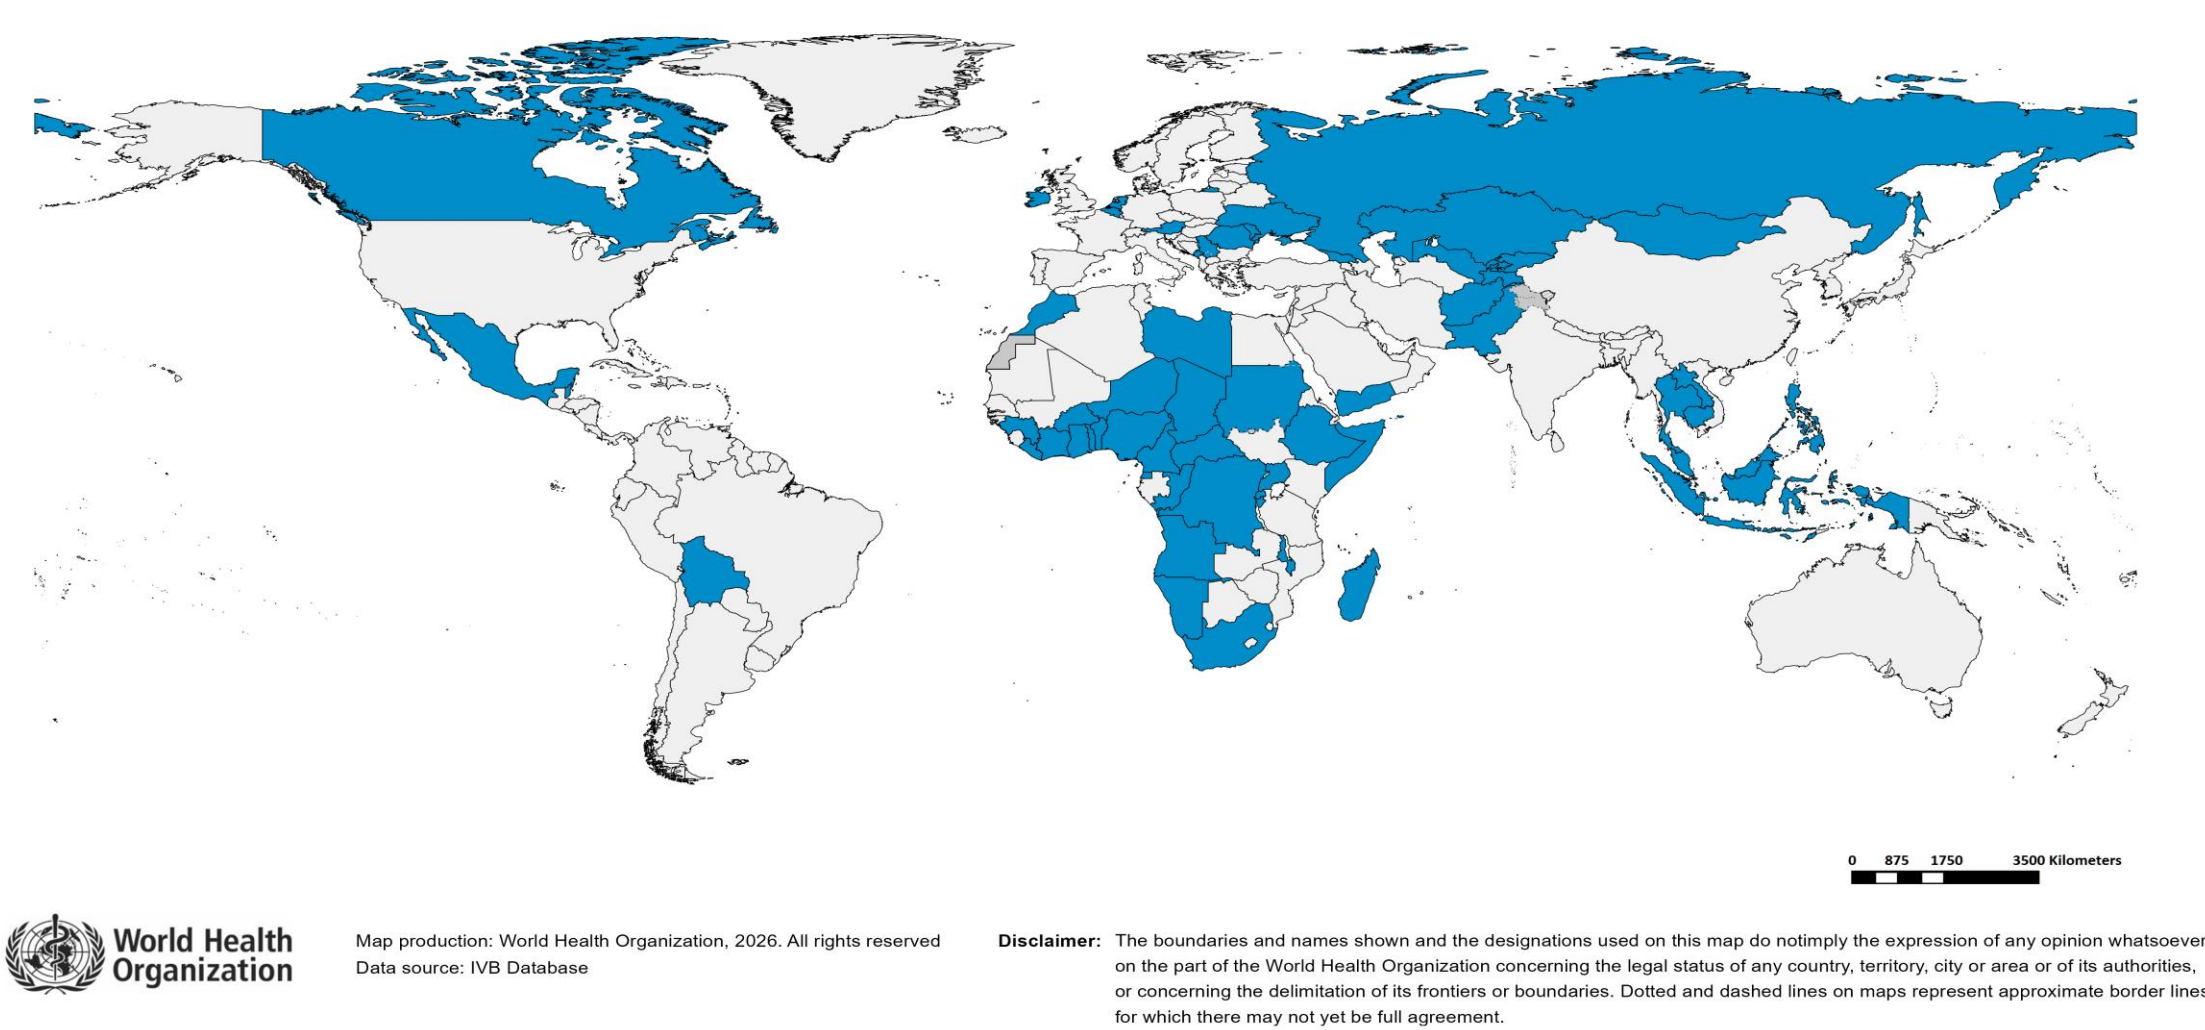 0 875 1750 3500 Kilometers
World Health
Organization
Map production: World Health Organization, 2026. All rights reserved
Data source: IVB Database
Disclaimer: The boundaries and names shown and the designations used on this map do notimply the expression of any opinion whatsoever
on the part of the World Health Organization concerning the legal status of any country, territory, city or area or of its authorities,
or concerning the delimitation of its frontiers or boundaries. Dotted and dashed lines on maps represent approximate border lines
for which there may not yet be full agreement.